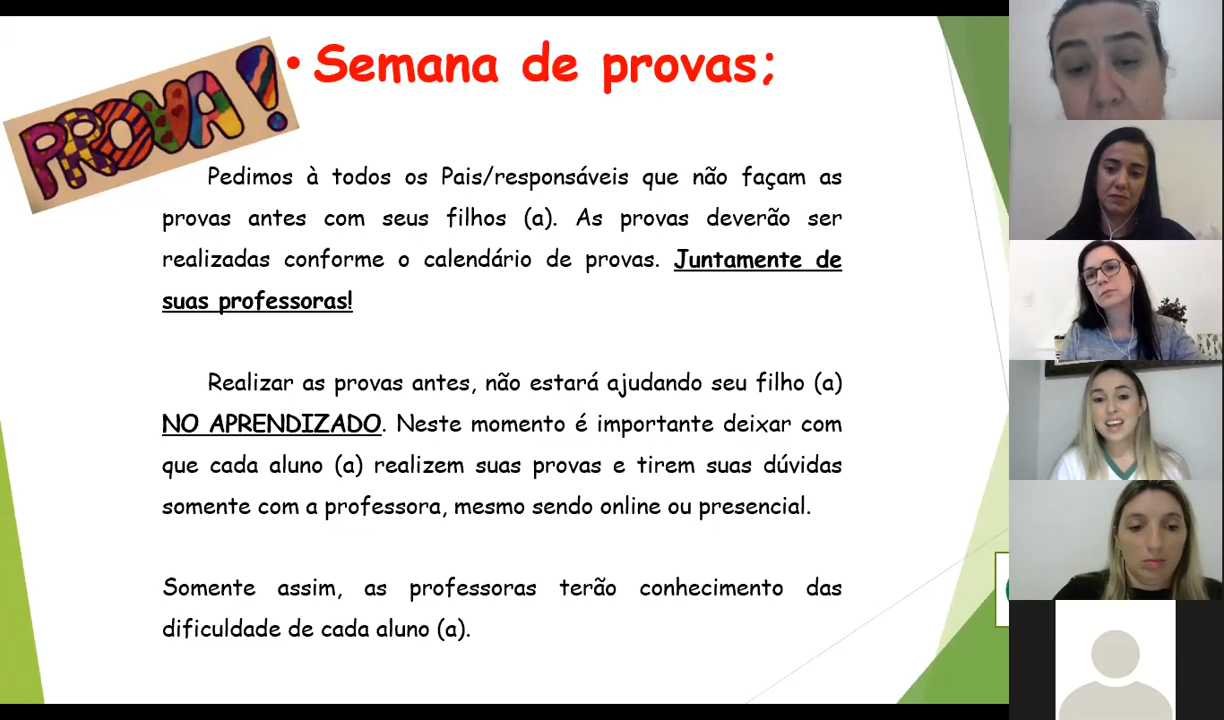 PROVA!
• Semana de provas;
Pedimos à todos os Pais/responsáveis que não façam as
provas antes com seus filhos (a). As provas deverão ser
realizadas conforme o calendário de provas. Juntamente de
suas professoras!
Realizar as provas antes, não estará ajudando seu filho (a)
NO APRENDIZADO. Neste momento é importante deixar com
que cada aluno (a) realizem suas provas e tirem suas dúvidas
somente com a professora, mesmo sendo online ou presencial.
Somente assim, as professoras terão conhecimento das
dificuldade de cada aluno (a).